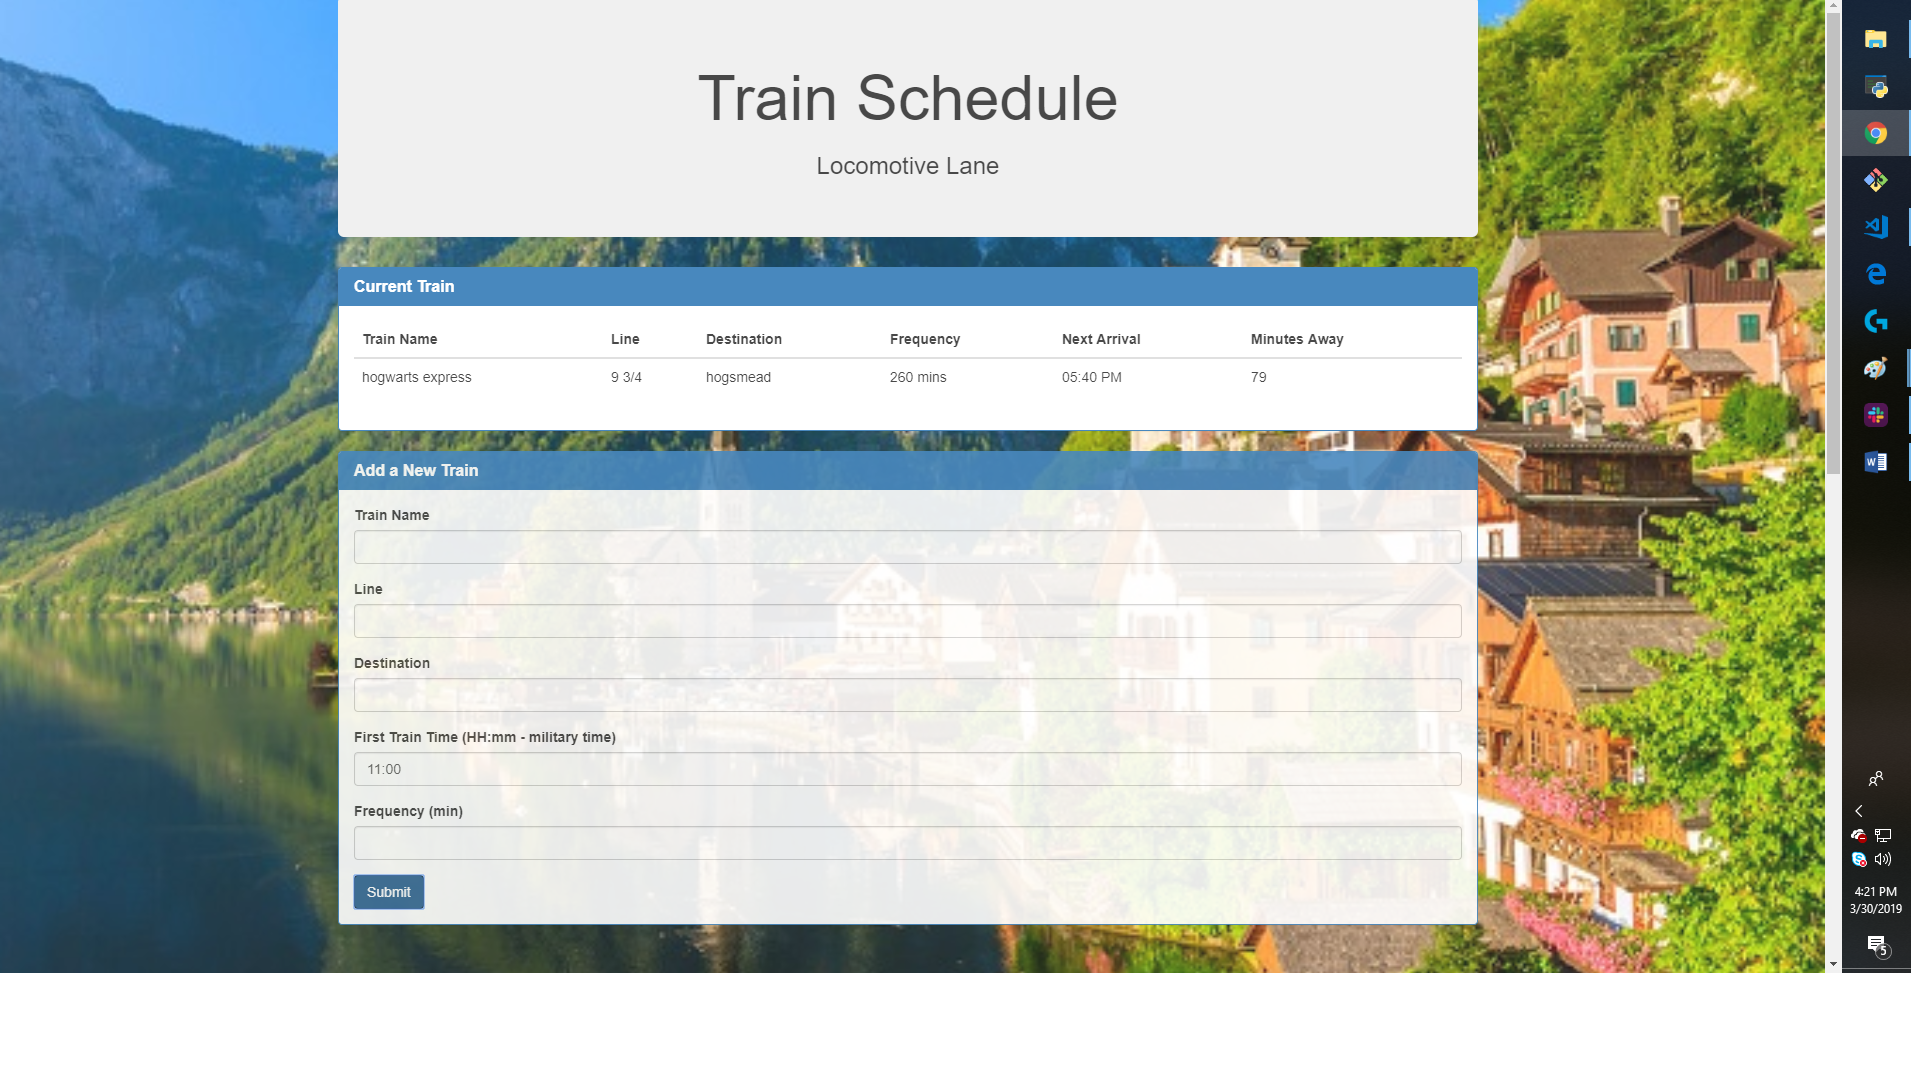 Train Schedule
Locomotive Lane
Current Train
Train Name Line Destination Frequency Next Arrival Minutes Away
hogwarts express 9 3/4 hogsmead 260 mins 05:40 PM 79
Add a New Train
Train Name
Line
Destination
First Train Time (HH:mm - military time)
11:00
Frequency (min)
Submit
4:21 PM
3/30/2019
5